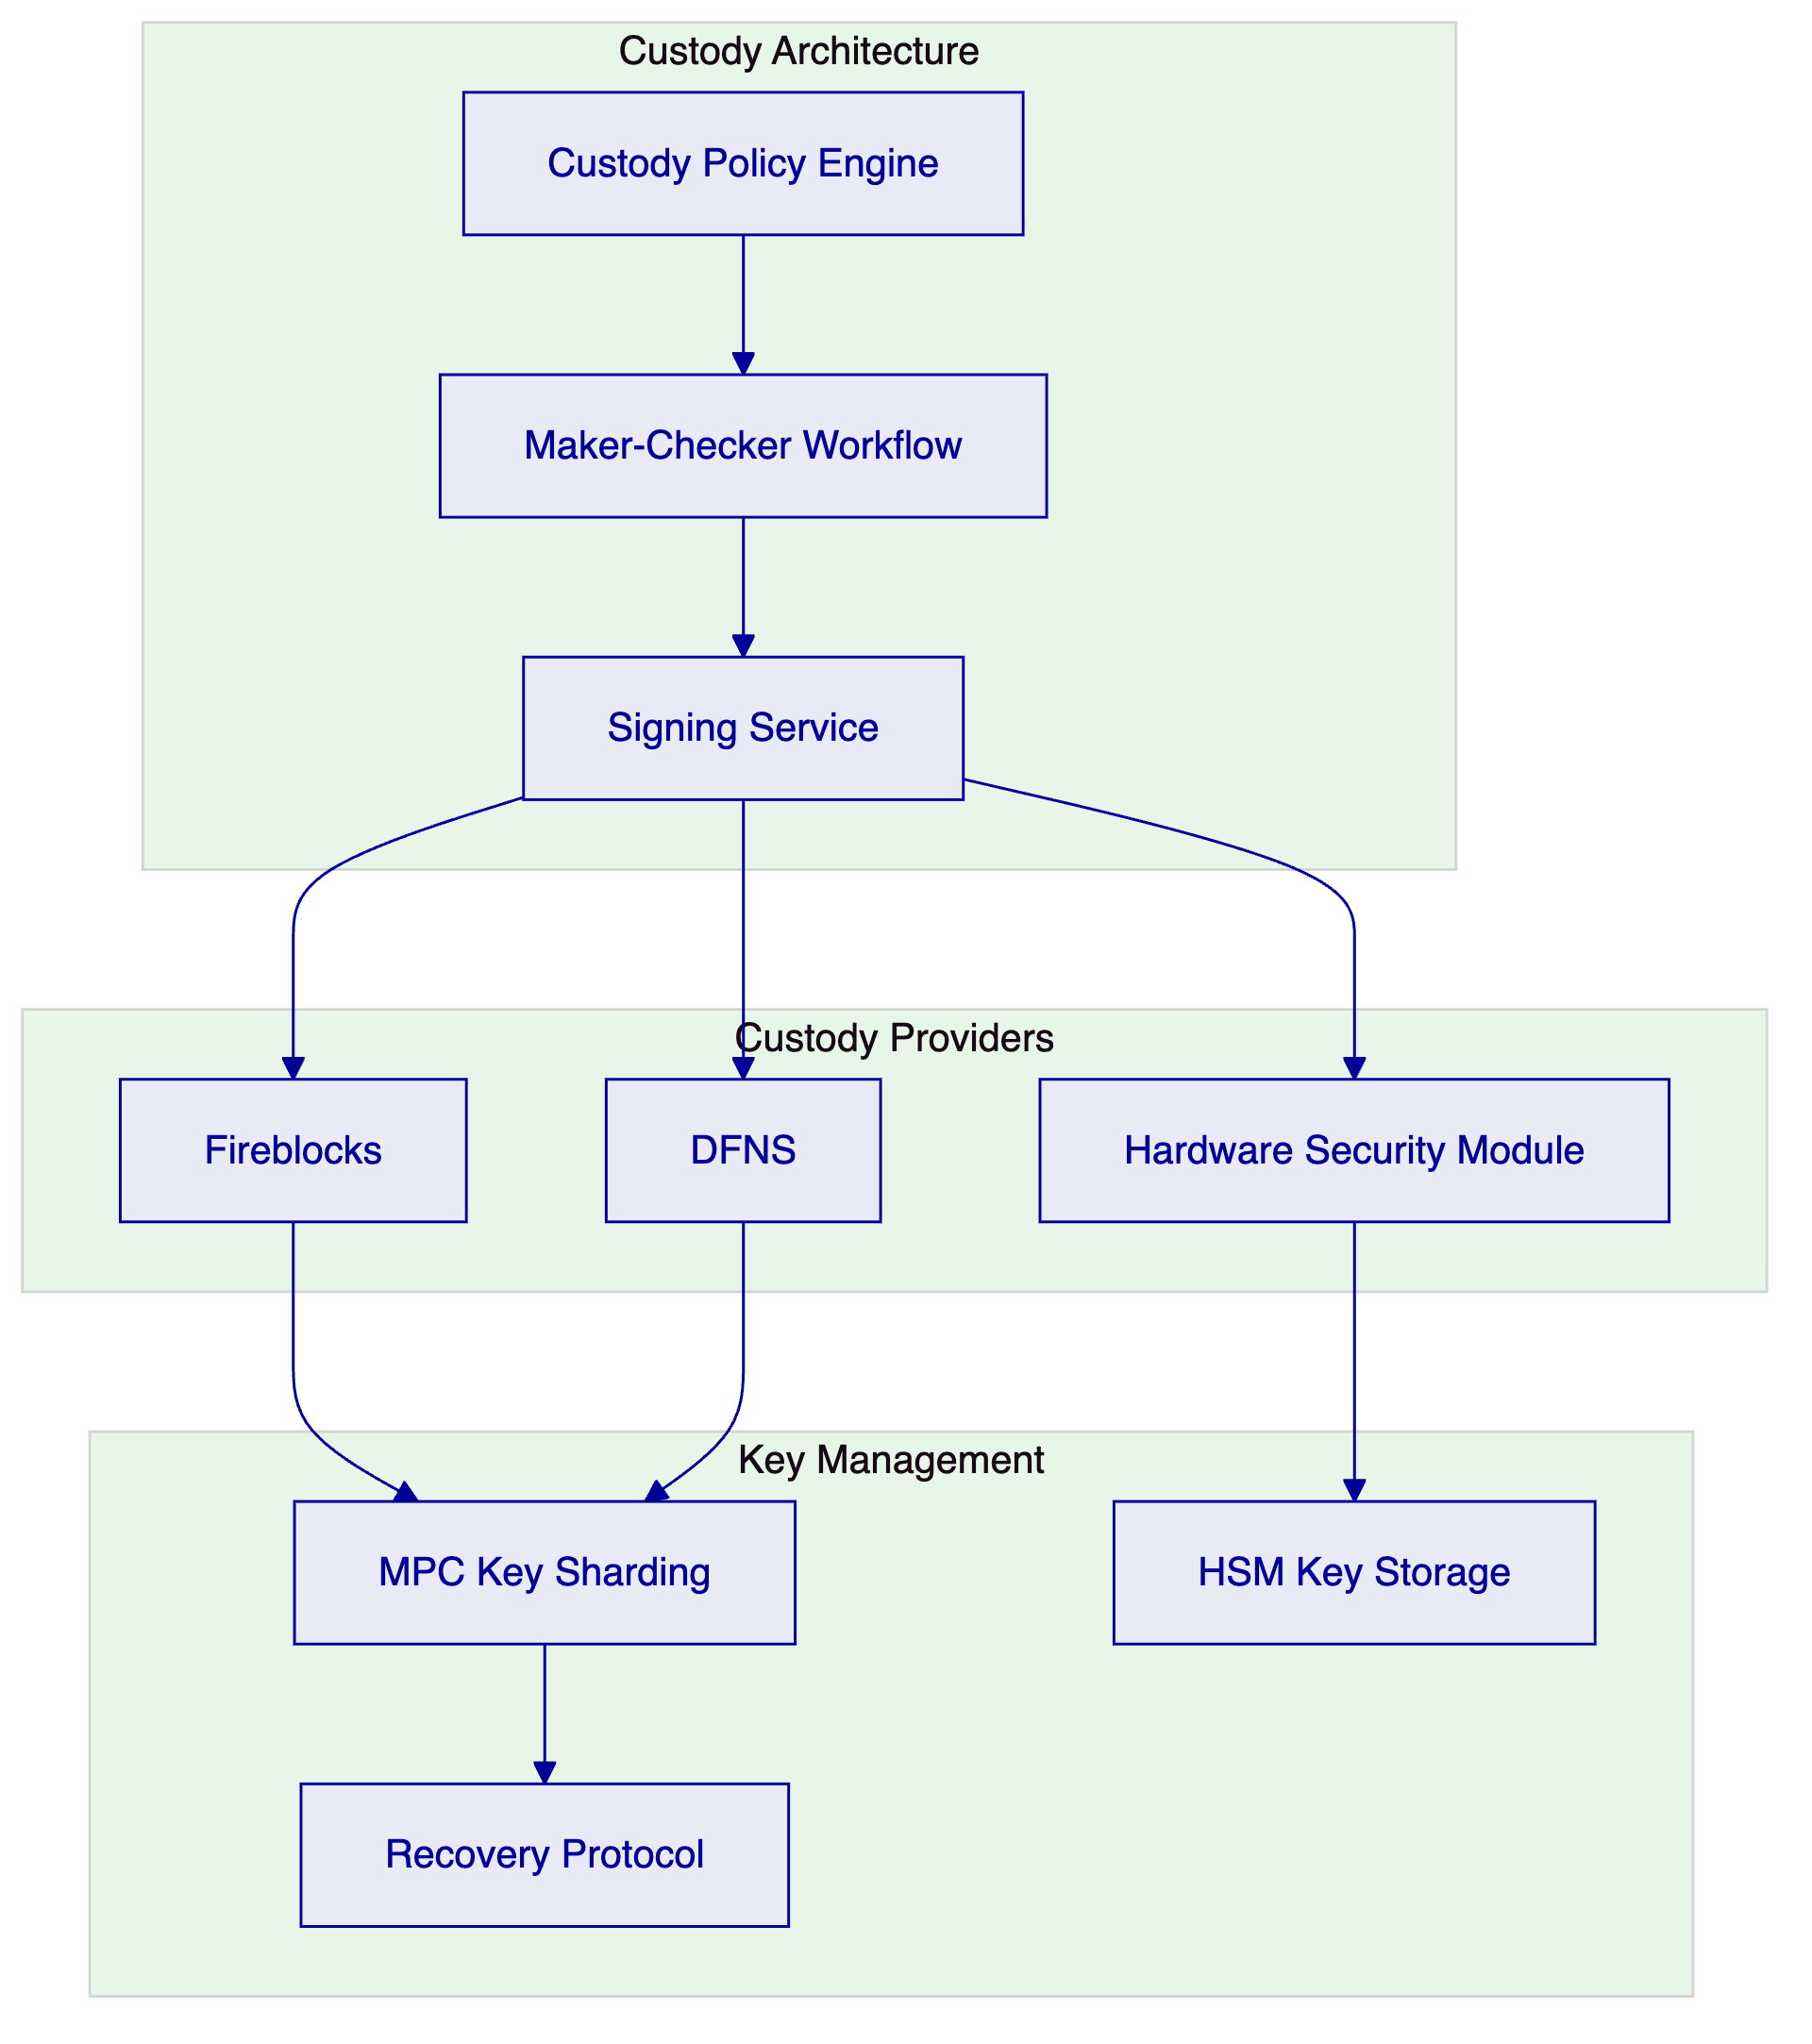 Custody Architecture
Custody Policy Engine
Maker-Checker Workflow
Signing Service
Custody Providers
Fireblocks
DFNS
Hardware Security Module
Key Management
MPC Key Sharding
HSM Key Storage
Recovery Protocol